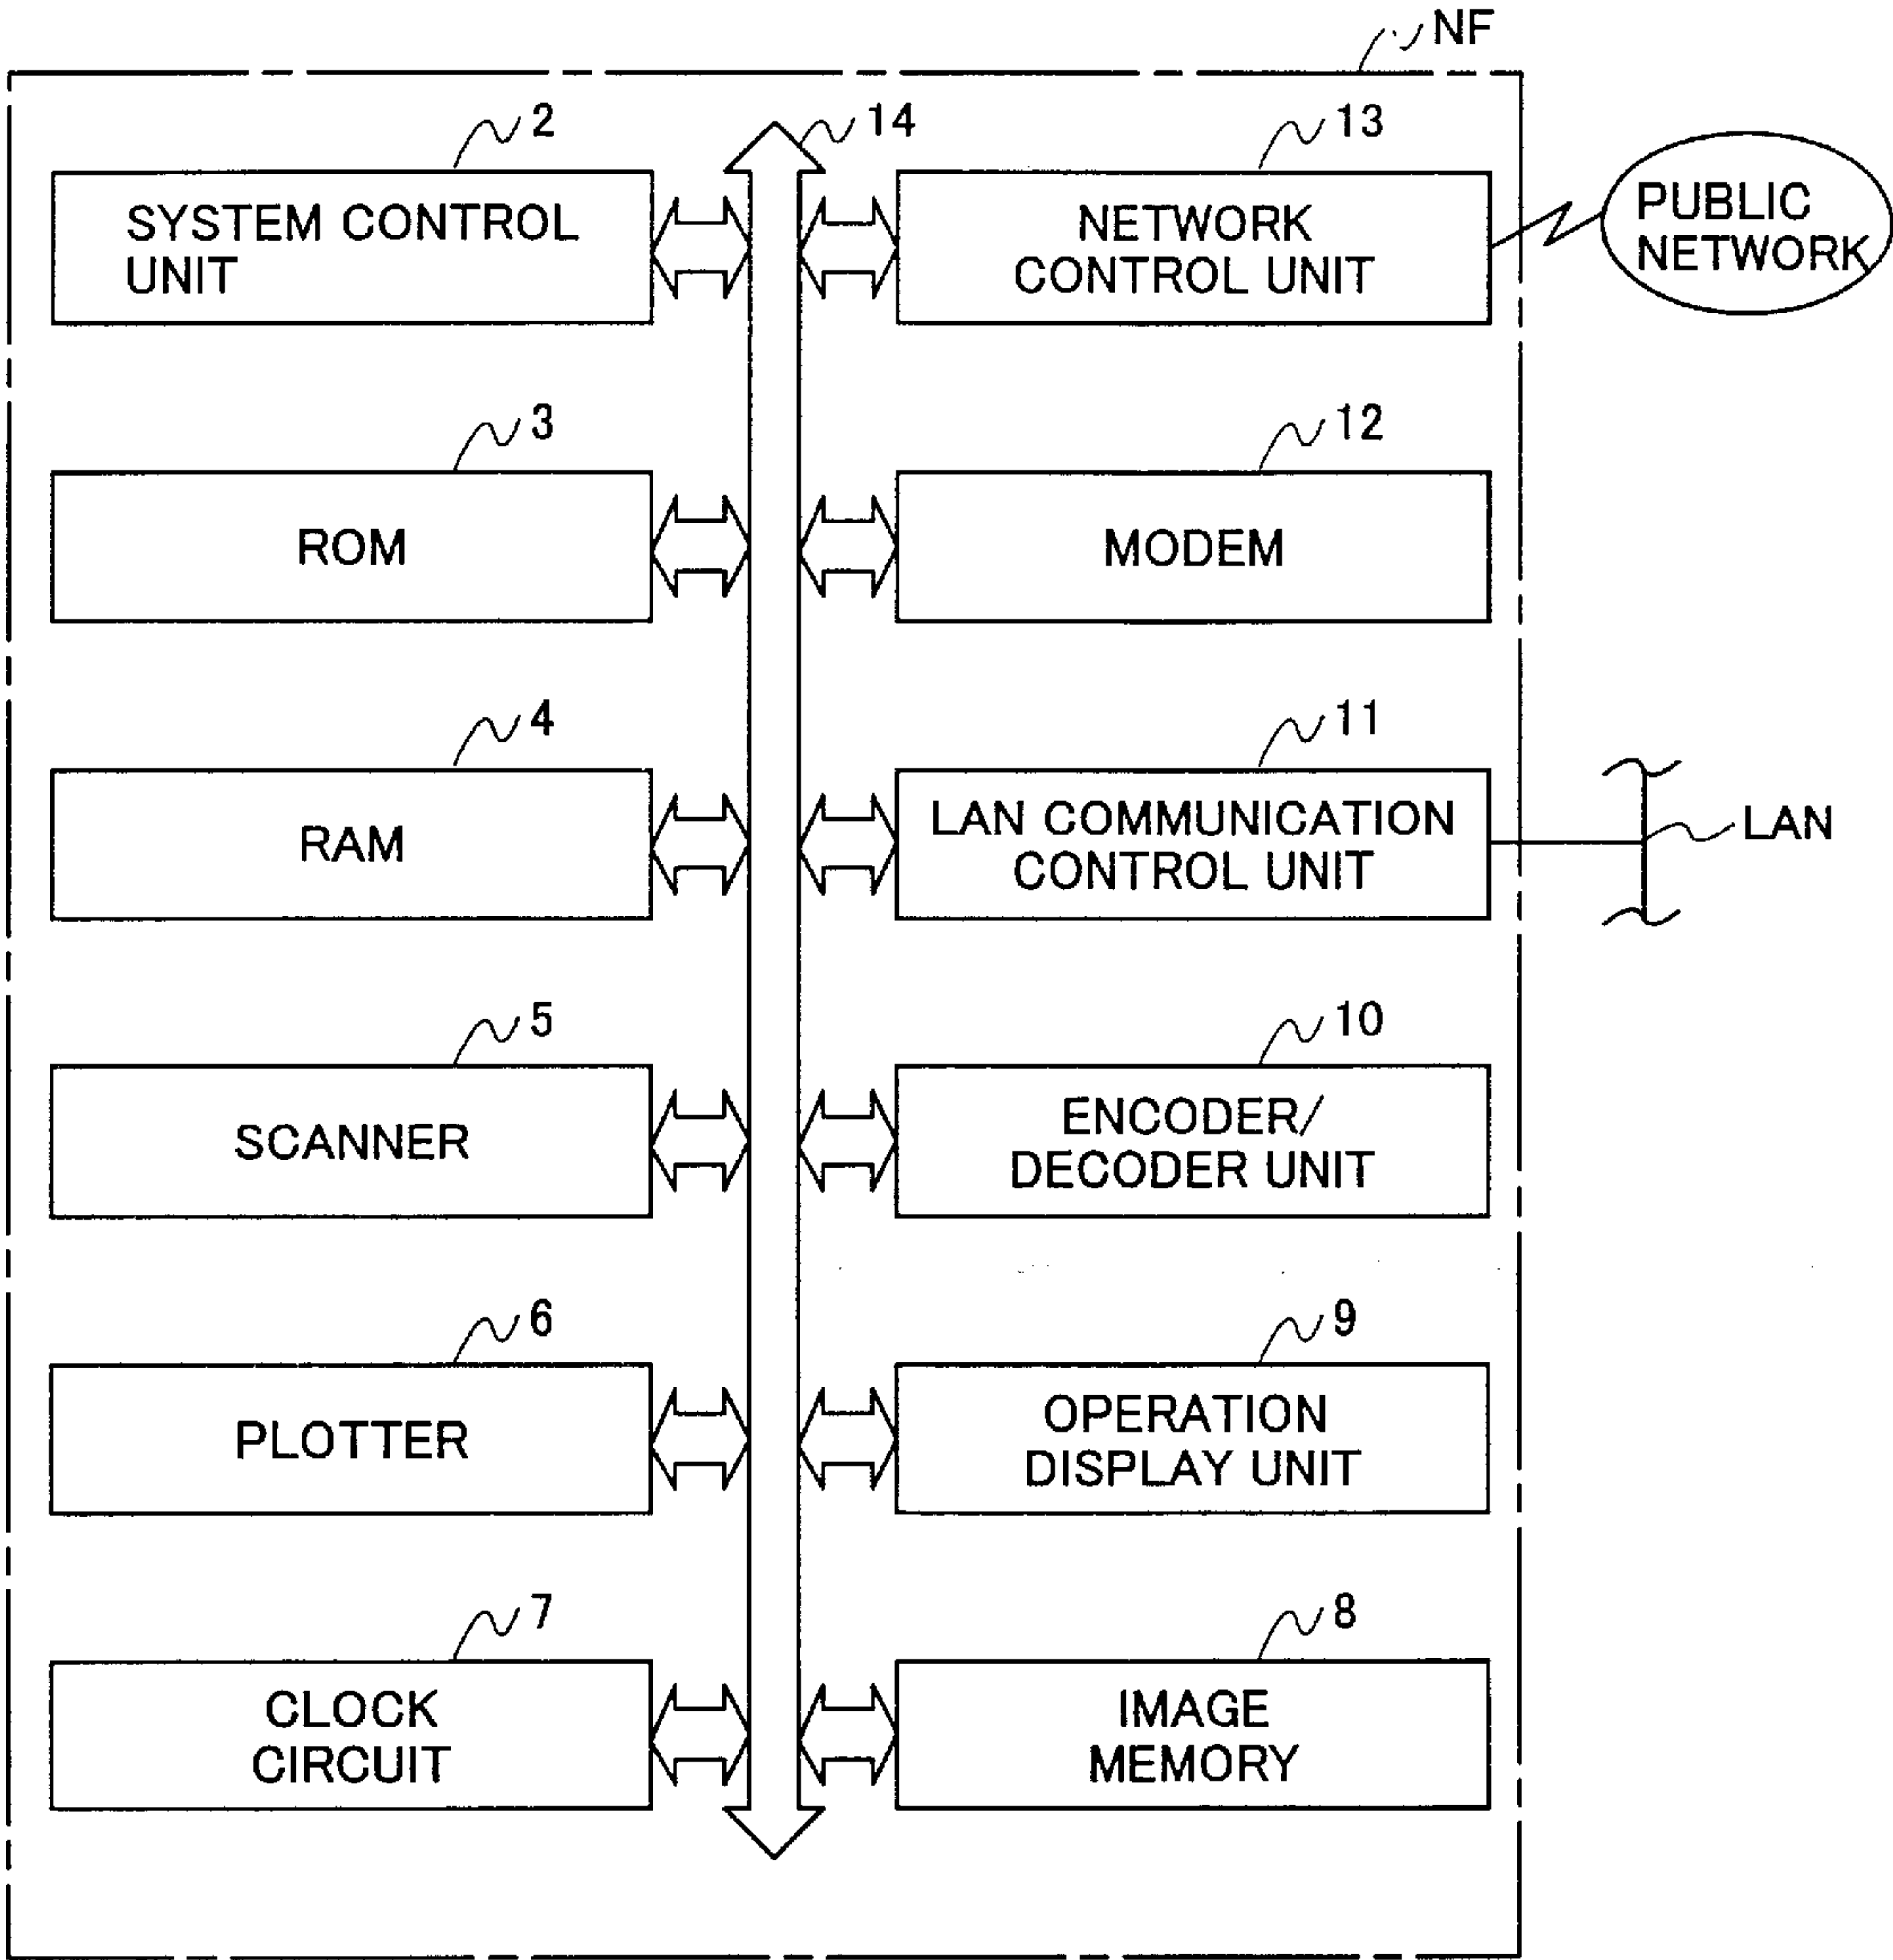 NF
2
14
13
SYSTEM CONTROL
UNIT
NETWORK
CONTROL UNIT
PUBLIC
NETWORK
3
12
ROM
MODEM
4
11
RAM
LAN COMMUNICATION
CONTROL UNIT
LAN
5
10
SCANNER
ENCODER/
DECODER UNIT
6
9
PLOTTER
OPERATION
DISPLAY UNIT
7
8
CLOCK
CIRCUIT
IMAGE
MEMORY